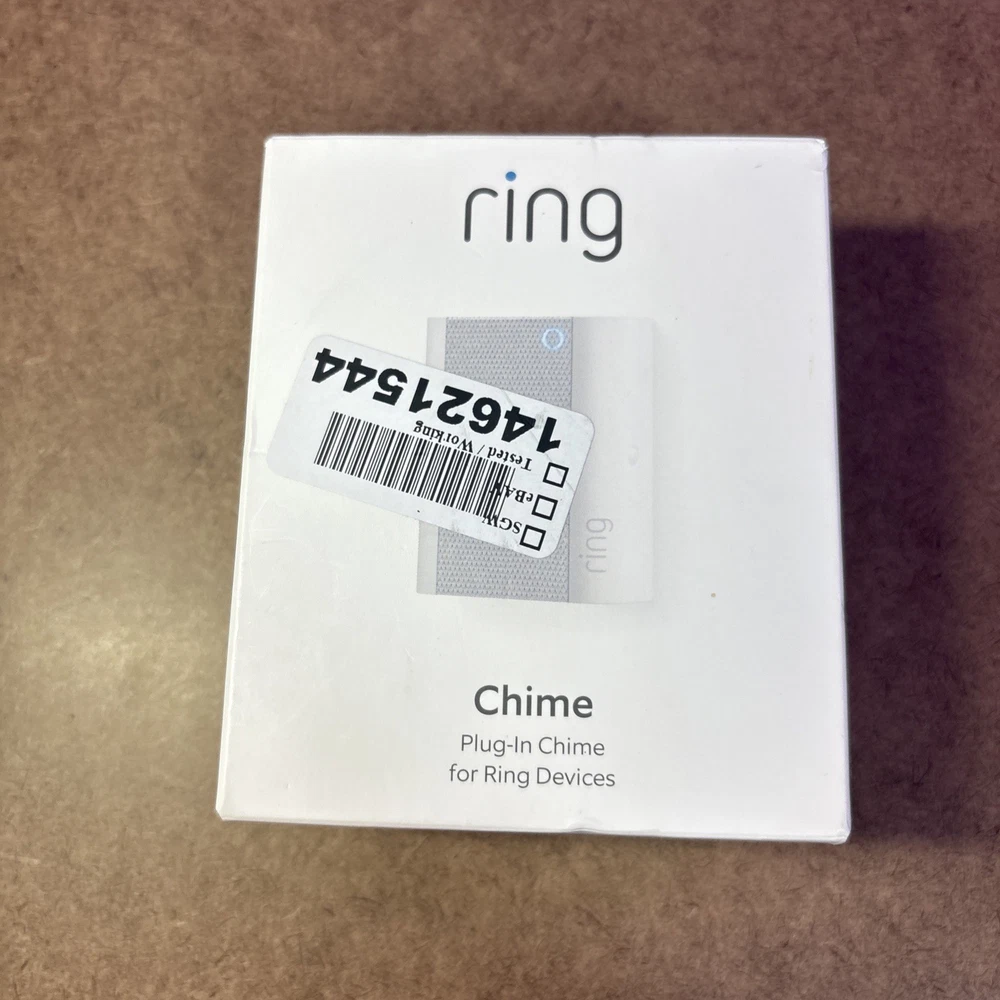 ring
14621544
Tested / Working
eBAY
SGW
ring
Chime
Plug-In Chime
for Ring Devices